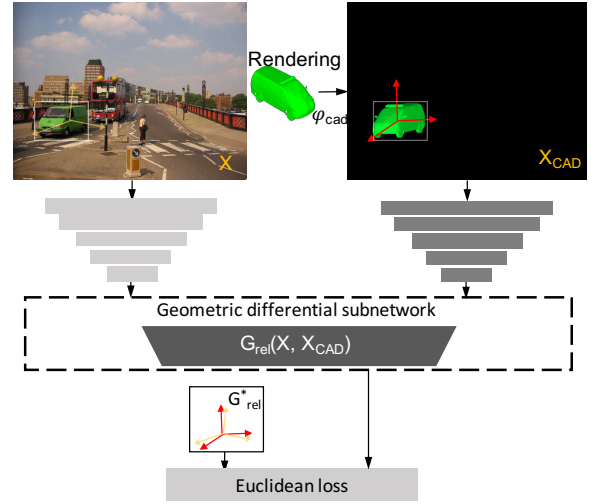 Rendering
φcad
X
XCAD
Geometric differential subnetwork
Grel(X, XCAD)
G*rel
Euclidean loss